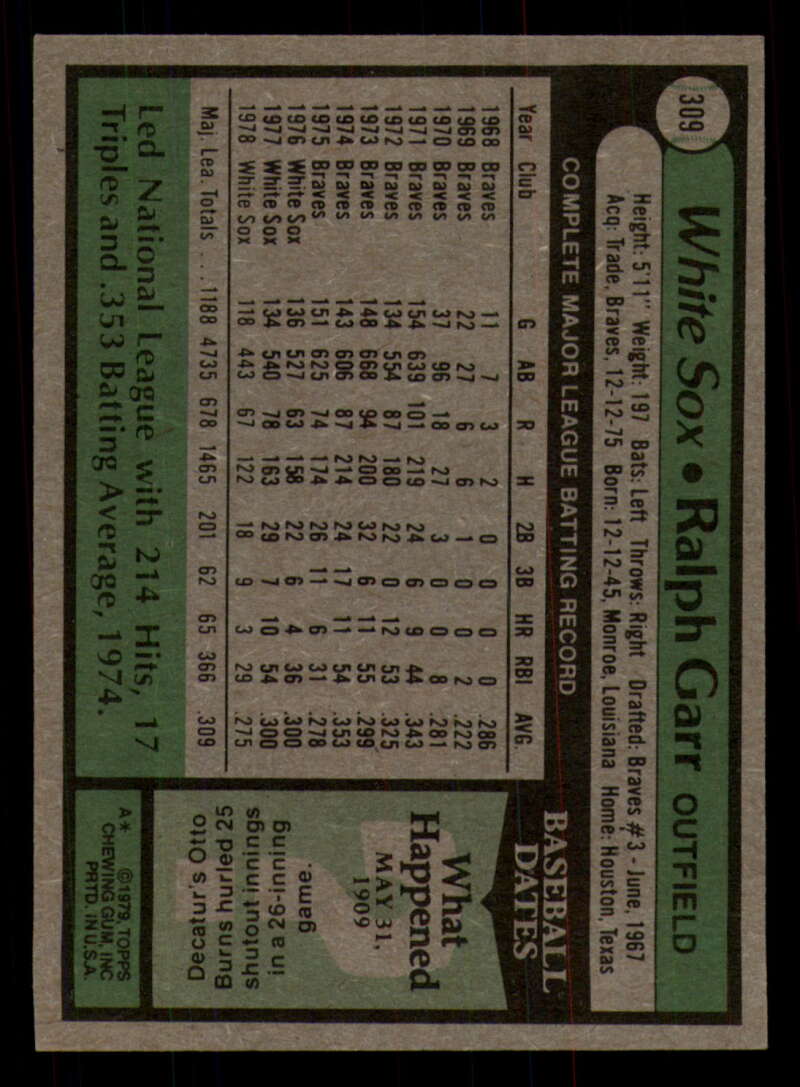 309
White Sox • Ralph Garr OUTFIELD
Height: 5'11" Weight: 197 Bats: Left Throws: Right Drafted: Braves #3 - June, 1967
Acq: Trade, Braves, 12-12-75 Born: 12-12-45, Monroe, Louisiana Home: Houston, Texas
COMPLETE MAJOR LEAGUE BATTING RECORD
Year Club G AB R H 2B 3B HR RBI AVG.
1968 Braves 11 7 3 2 0 0 0 0 .286
1969 Braves 22 27 6 6 1 0 0 2 .222
1970 Braves 37 96 18 27 3 0 0 8 .281
1971 Braves 154 639 101 219 24 6 9 44 .343
1972 Braves 134 554 87 180 22 0 12 53 .325
1973 Braves 148 668 94 200 32 6 11 55 .299
1974 Braves 143 606 87 214 24 17 11 54 .353
1975 Braves 151 625 74 174 26 11 6 31 .278
1976 White Sox 136 527 63 158 22 6 4 36 .300
1977 White Sox 134 540 78 163 29 7 10 54 .300
1978 White Sox 118 443 67 122 18 9 3 29 .275
Maj. Lea. Totals . . . 1188 4735 678 1465 201 62 65 366 .309
Led National League with 214 Hits, 17
Triples and .353 Batting Average, 1974.
BASEBALL
DATES
What
Happened
MAY 31,
1909
Decatur's Otto
Burns hurled 25
shutout innings
in a 26-inning
game.
A* ©1979, TOPPS
CHEWING GUM, INC
PRTD. IN U.S.A.